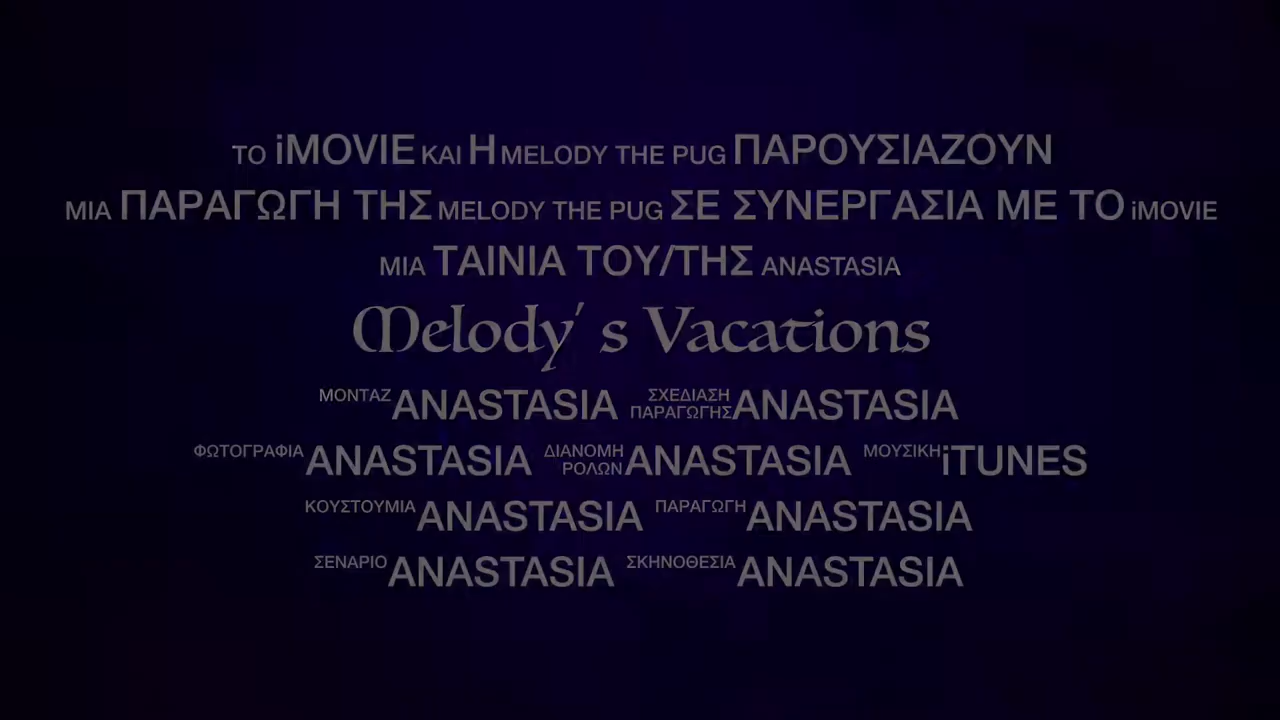 ΤΟ iMOVIE ΚΑΙ Η MELODY THE PUG ΠΑΡΟΥΣΙΑΖΟΥΝ
ΜΙΑ ΠΑΡΑΓΩΓΗ ΤΗΣ MELODY THE PUG ΣΕ ΣΥΝΕΡΓΑΣΙΑ ΜΕ ΤΟ iMOVIE
ΜΙΑ ΤΑΙΝΙΑ ΤΟΥ/ΤΗΣ ANASTASIA
Melody' s Vacations
ΜΟΝΤΑΖ ANASTASIA ΣΧΕΔΙΑΣΗ ΠΑΡΑΓΩΓΗΣ ANASTASIA
ΦΩΤΟΓΡΑΦΙΑ ANASTASIA ΔΙΑΝΟΜΗ ΡΟΛΩΝ ANASTASIA ΜΟΥΣΙΚΗ iTUNES
ΚΟΥΣΤΟΥΜΙΑ ANASTASIA ΠΑΡΑΓΩΓΗ ANASTASIA
ΣΕΝΑΡΙΟ ANASTASIA ΣΚΗΝΟΘΕΣΙΑ ANASTASIA